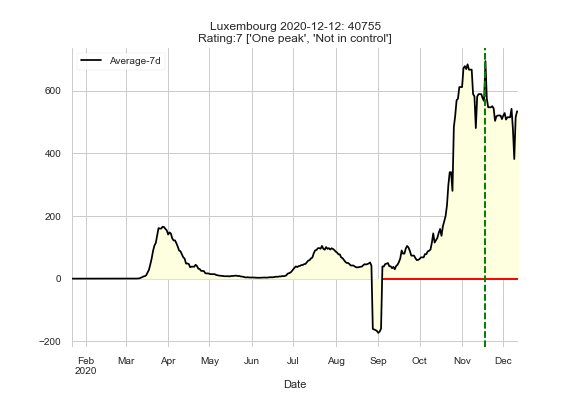 Luxembourg 2020-12-12: 40755
Rating:7 ['One peak', 'Not in control']
Average-7d
600
400
200
0
−200
Feb Mar Apr May Jun Jul Aug Sep Oct Nov Dec
2020
Date